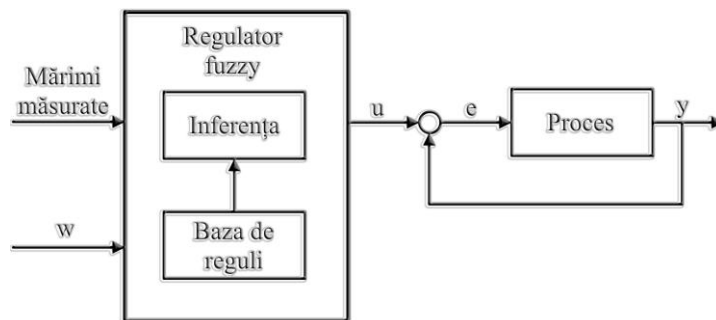 Regulator
fuzzy
Mărimi
măsurate
Inferența
w
Baza de
reguli
u
e
Proces
y